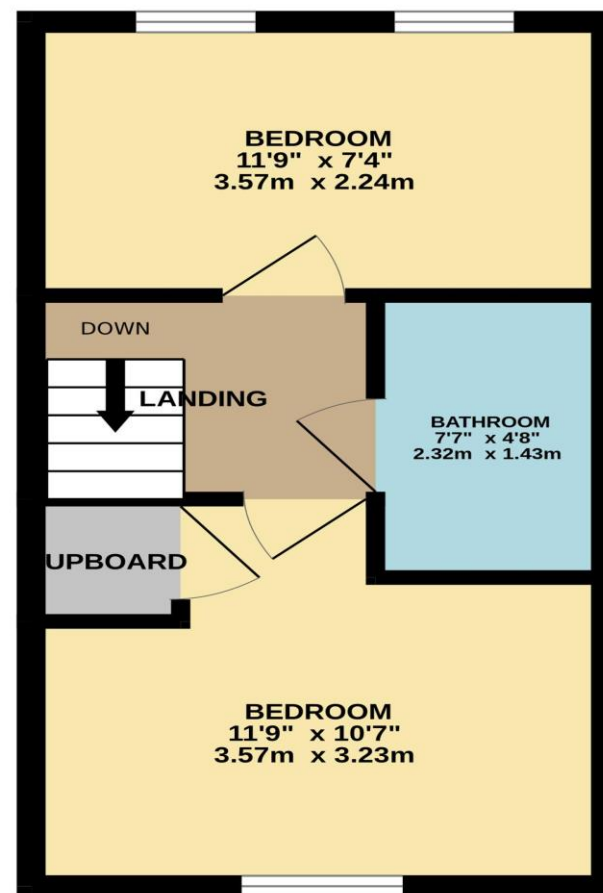 BEDROOM
11'9" x 7'4"
3.57m x 2.24m
DOWN
LANDING
BATHROOM
7'7" x 4'8"
2.32m x 1.43m
UPBOARD
BEDROOM
11'9" x 10'7"
3.57m x 3.23m